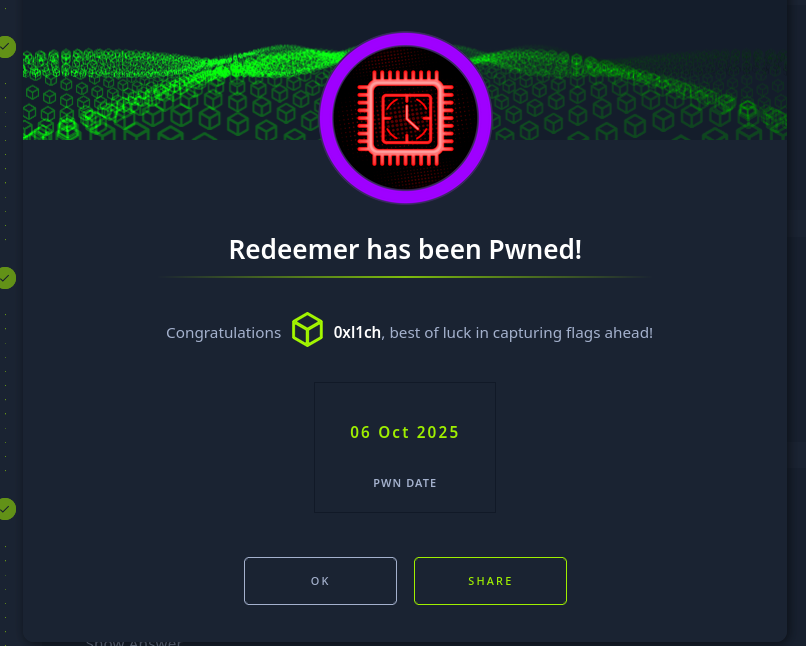 Redeemer has been Pwned!
Congratulations 0xl1ch, best of luck in capturing flags ahead!
06 Oct 2025
PWN DATE
OK
SHARE
Show Answer